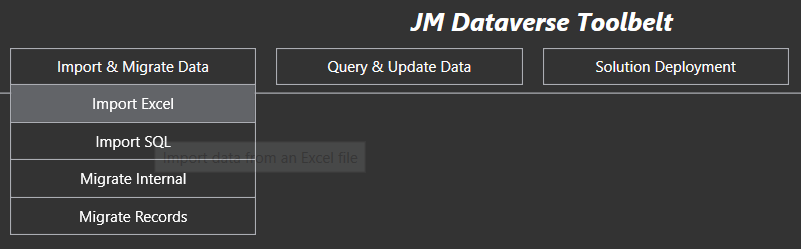 JM Dataverse Toolbelt
Import & Migrate Data
Query & Update Data
Solution Deployment
Import Excel
Import SQL
Import data from an Excel file
Migrate Internal
Migrate Records